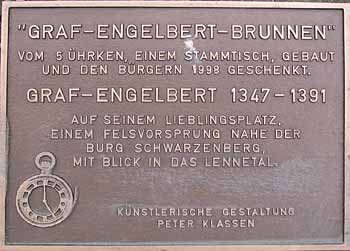 "GRAF-ENGELBERT-BRUNNEN"
VOM 5 ÜHRKEN, EINEM STAMMTISCH, GEBAUT
UND DEN BÜRGERN 1998 GESCHENKT.
GRAF-ENGELBERT 1347-1391
AUF SEINEM LIEBLINGSPLATZ,
EINEM FELSVORSPRUNG NAHE DER
BURG SCHWARZENBERG,
MIT BLICK IN DAS LENNETAL.
KÜNSTLERISCHE GESTALTUNG
PETER KLASSEN